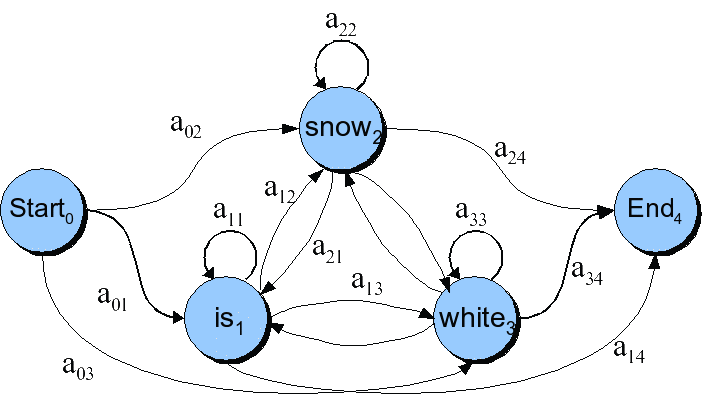 a22
a02
snow2
a24
a12
Start0
a11
a21
a33
End4
a13
a34
a01
is1
white3
a03
a14